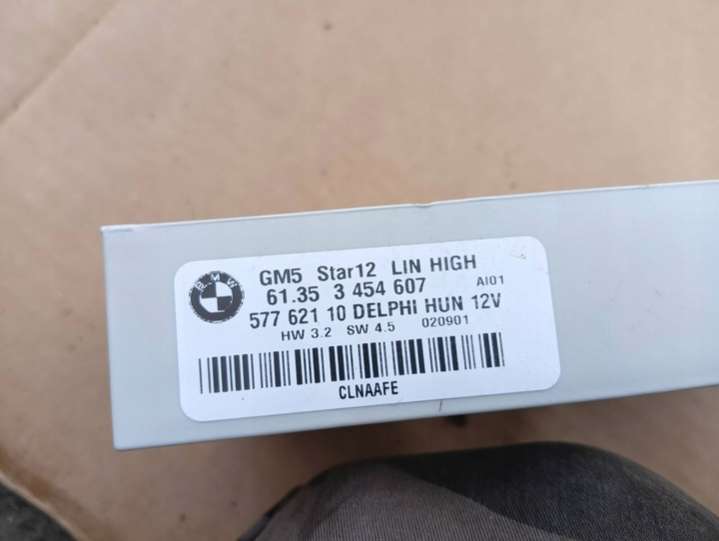 BMW
GM5 Star12 LIN HIGH
61.35 3 454 607 AI01
577 621 10 DELPHI HUN 12V
HW 3.2 SW 4.5 020901
CLNAAFE